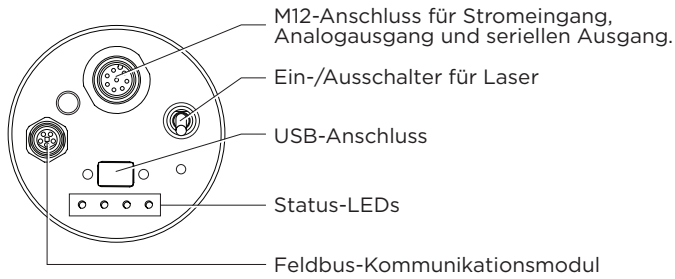 M12-Anschluss für Stromeingang,
Analogausgang und seriellen Ausgang.
Ein-/Ausschalter für Laser
USB-Anschluss
Status-LEDs
Feldbus-Kommunikationsmodul